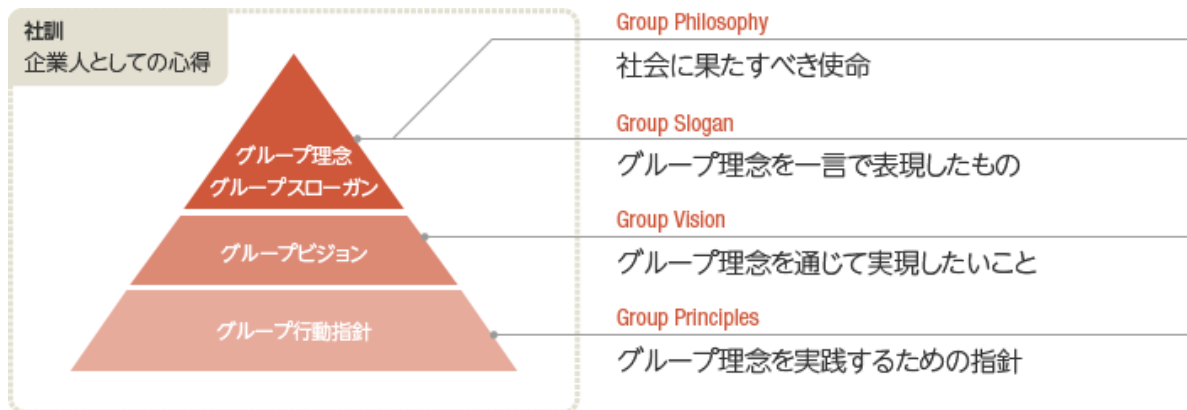 社訓
企業人としての心得
グループ理念
グループスローガン
グループビジョン
グループ行動指針
Group Philosophy
社会に果たすべき使命
Group Slogan
グループ理念を一言で表現したもの
Group Vision
グループ理念を通じて実現したいこと
Group Principles
グループ理念を実践するための指針